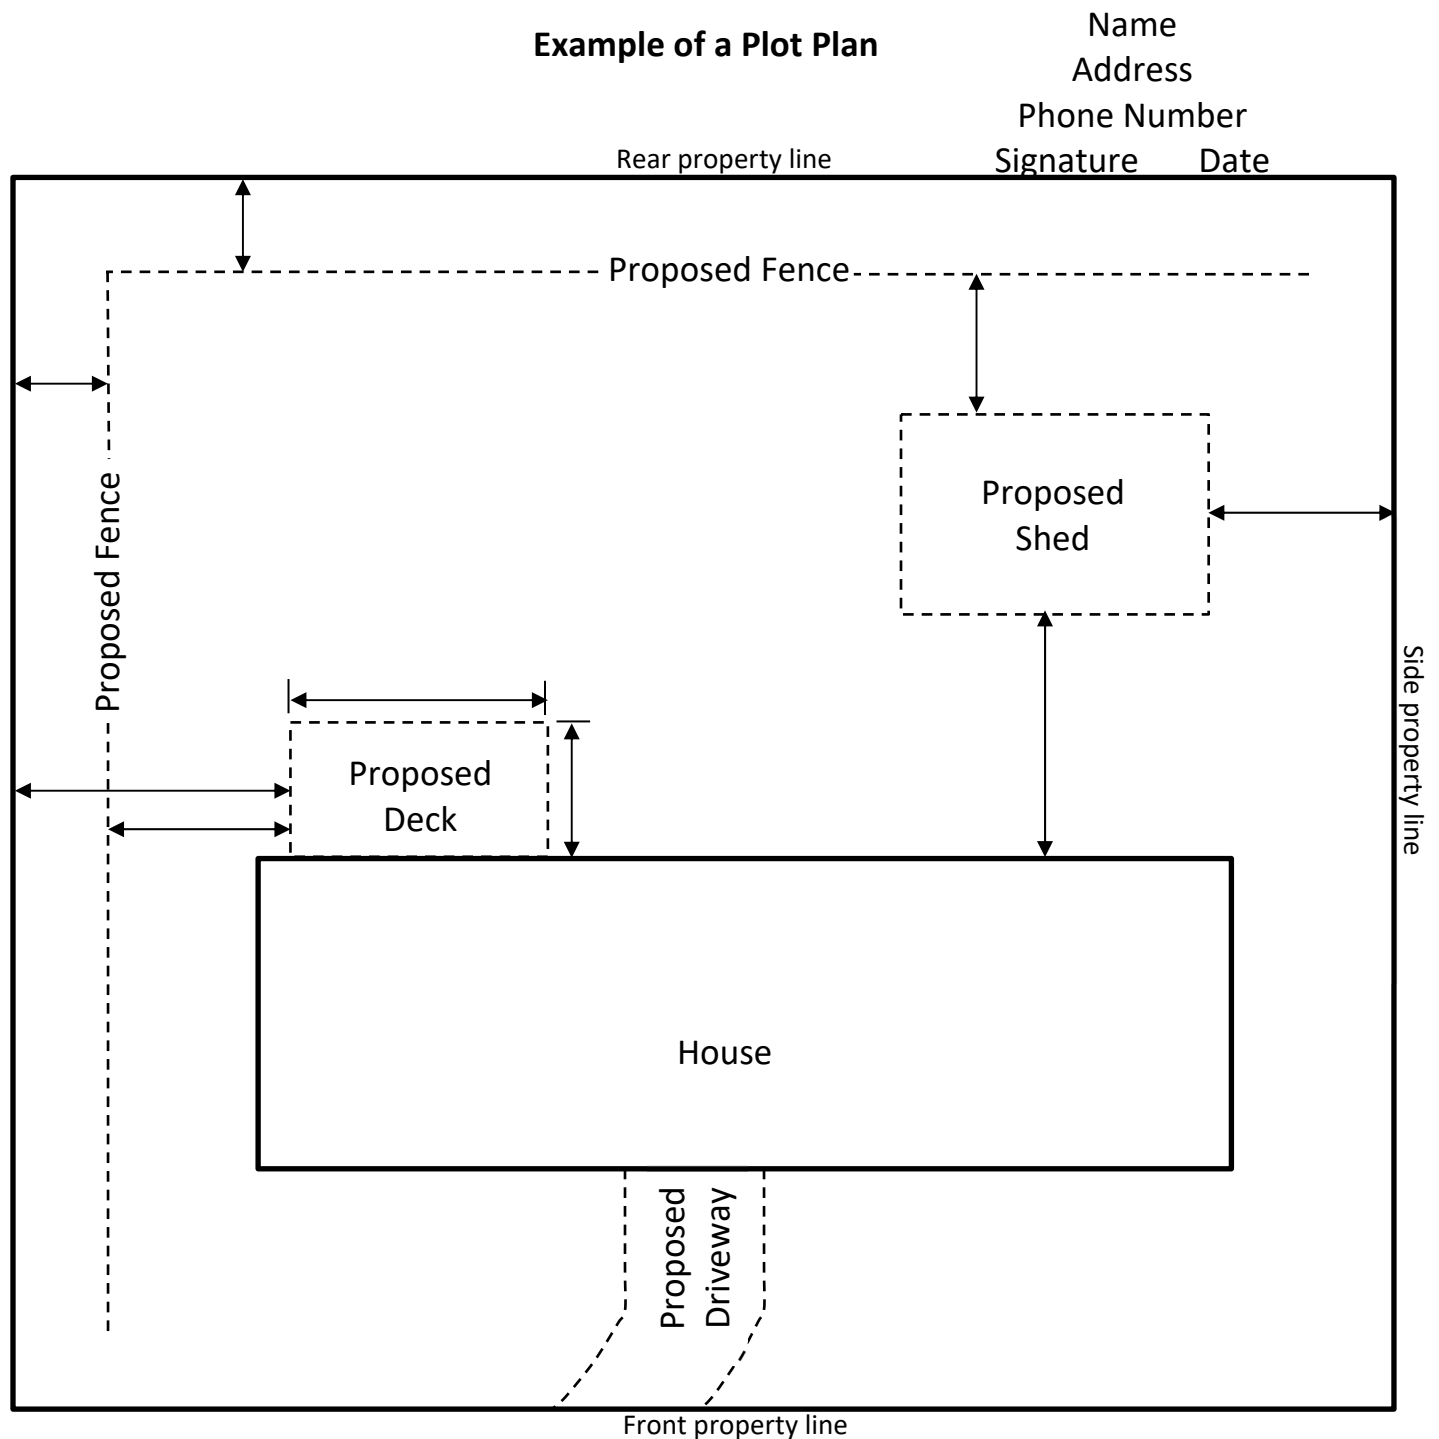 Example of a Plot Plan
Name
Address
Phone Number
Signature Date
Rear property line
Proposed Fence
Proposed
Shed
Proposed Fence
Side property line
Proposed
Deck
House
Proposed
Driveway
Front property line